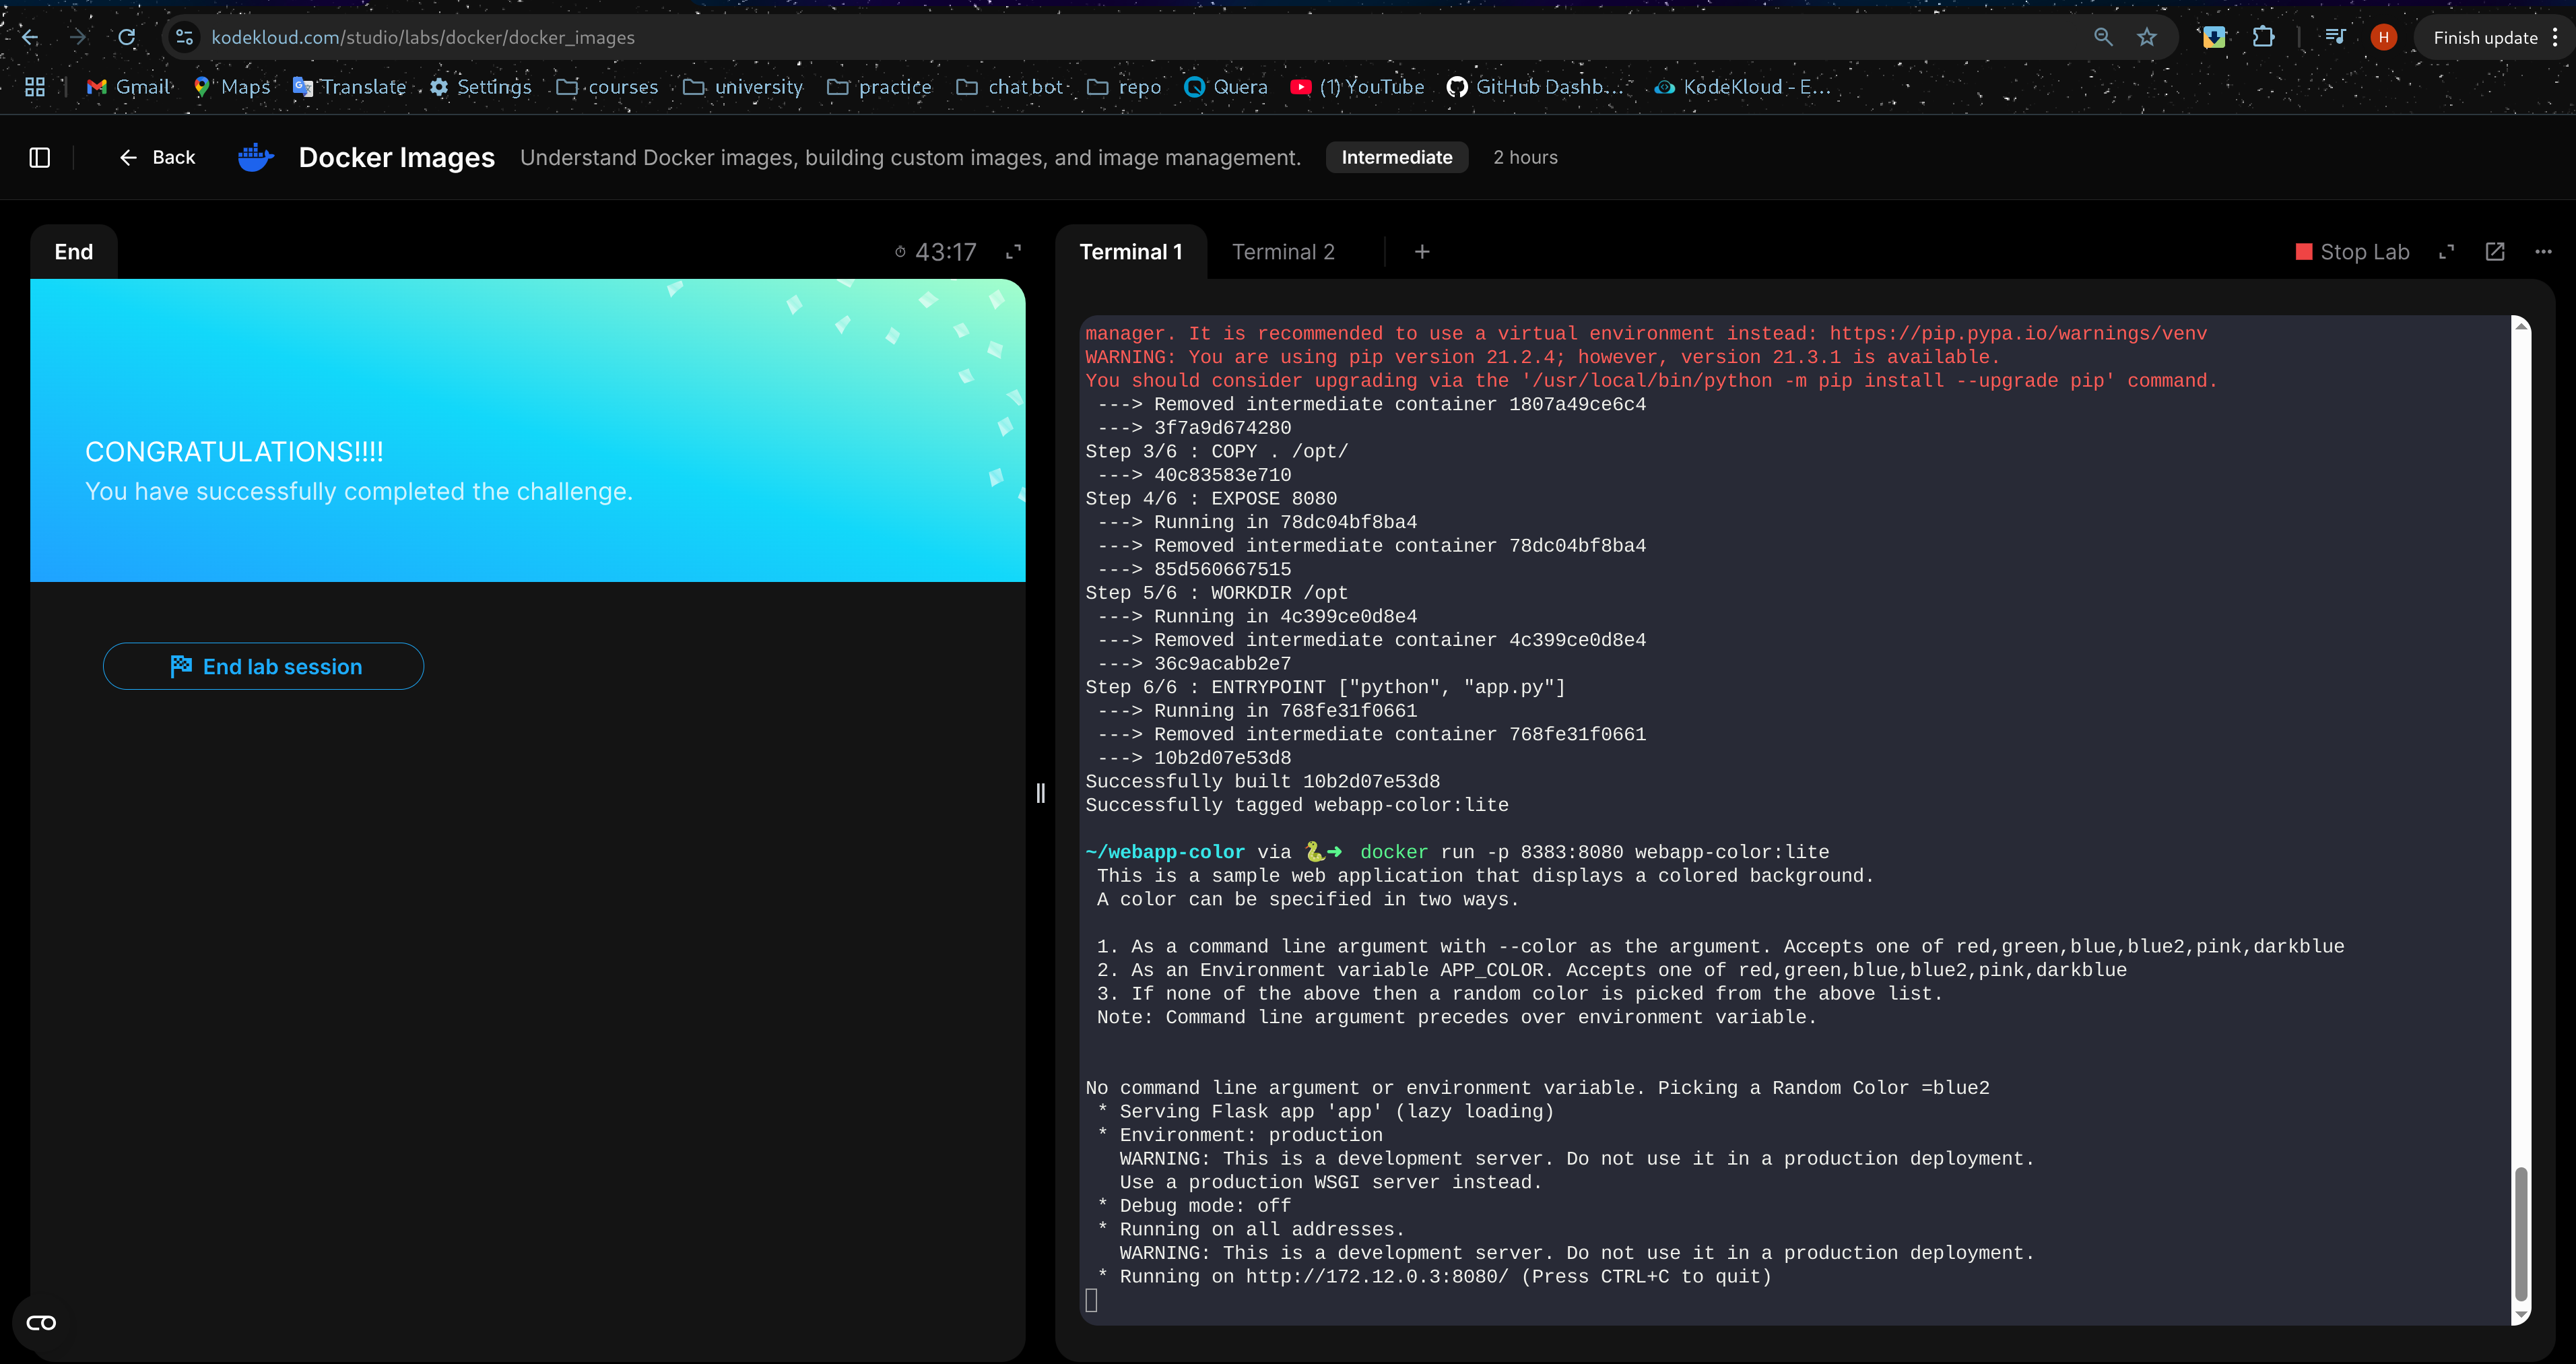 kodekloud.com/studio/labs/docker/docker_images
H
Finish update
Gmail
Maps
Translate
Settings
courses
university
practice
chat bot
repo
Quera
(1) YouTube
GitHub Dashb...
KodeKloud - E...
Back
Docker Images
Understand Docker images, building custom images, and image management.
Intermediate
2 hours
End
43:17
CONGRATULATIONS!!!!
You have successfully completed the challenge.
End lab session
Terminal 1
Terminal 2
+
Stop Lab
manager. It is recommended to use a virtual environment instead: https://pip.pypa.io/warnings/venv
WARNING: You are using pip version 21.2.4; however, version 21.3.1 is available.
You should consider upgrading via the '/usr/local/bin/python -m pip install --upgrade pip' command.
---> Removed intermediate container 1807a49ce6c4
---> 3f7a9d674280
Step 3/6 : COPY . /opt/
---> 40c83583e710
Step 4/6 : EXPOSE 8080
---> Running in 78dc04bf8ba4
---> Removed intermediate container 78dc04bf8ba4
---> 85d560667515
Step 5/6 : WORKDIR /opt
---> Running in 4c399ce0d8e4
---> Removed intermediate container 4c399ce0d8e4
---> 36c9acabb2e7
Step 6/6 : ENTRYPOINT ["python", "app.py"]
---> Running in 768fe31f0661
---> Removed intermediate container 768fe31f0661
---> 10b2d07e53d8
Successfully built 10b2d07e53d8
Successfully tagged webapp-color:lite
~/webapp-color via 🐍➜ docker run -p 8383:8080 webapp-color:lite
This is a sample web application that displays a colored background.
A color can be specified in two ways.
1. As a command line argument with --color as the argument. Accepts one of red,green,blue,blue2,pink,darkblue
2. As an Environment variable APP_COLOR. Accepts one of red,green,blue,blue2,pink,darkblue
3. If none of the above then a random color is picked from the above list.
Note: Command line argument precedes over environment variable.
No command line argument or environment variable. Picking a Random Color =blue2
* Serving Flask app 'app' (lazy loading)
* Environment: production
WARNING: This is a development server. Do not use it in a production deployment.
Use a production WSGI server instead.
* Debug mode: off
* Running on all addresses.
WARNING: This is a development server. Do not use it in a production deployment.
* Running on http://172.12.0.3:8080/ (Press CTRL+C to quit)